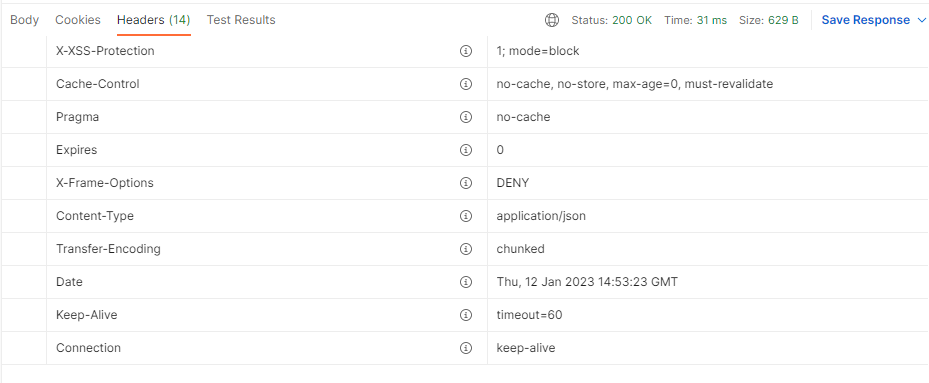 Body Cookies Headers (14) Test Results Status: 200 OK Time: 31 ms Size: 629 B Save Response
X-XSS-Protection 1; mode=block
Cache-Control no-cache, no-store, max-age=0, must-revalidate
Pragma no-cache
Expires 0
X-Frame-Options DENY
Content-Type application/json
Transfer-Encoding chunked
Date Thu, 12 Jan 2023 14:53:23 GMT
Keep-Alive timeout=60
Connection keep-alive